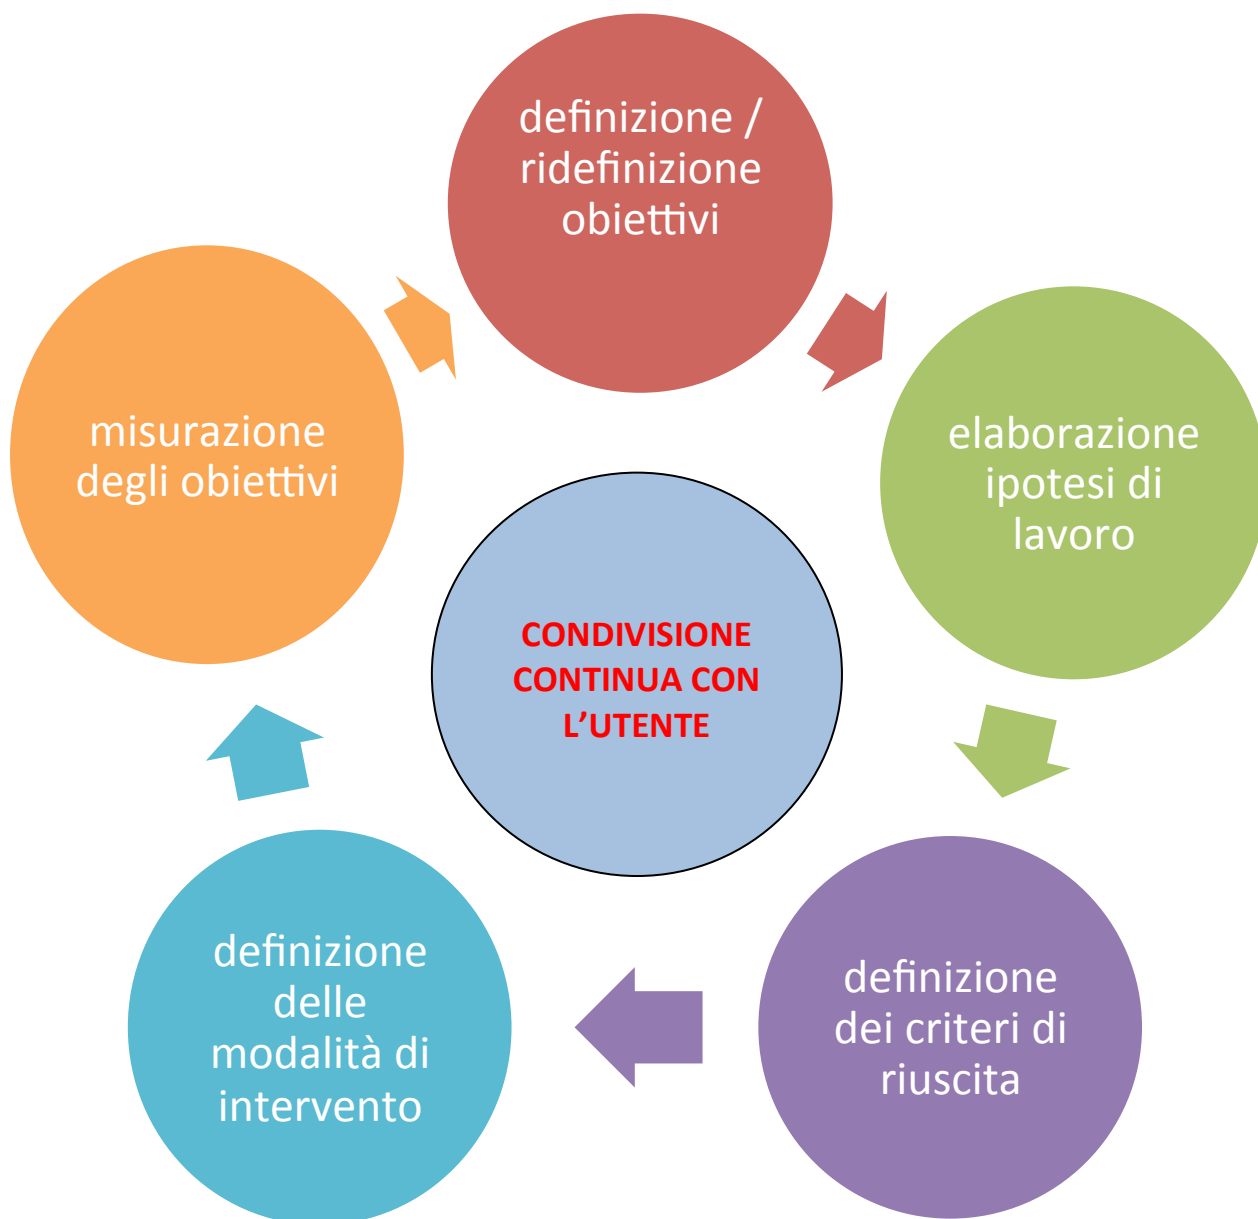 definizione /
ridefinizione
obiettivi
elaborazione
ipotesi di
lavoro
definizione
dei criteri di
riuscita
definizione
delle
modalità di
intervento
misurazione
degli obiettivi
CONDIVISIONE
CONTINUA CON
L’UTENTE